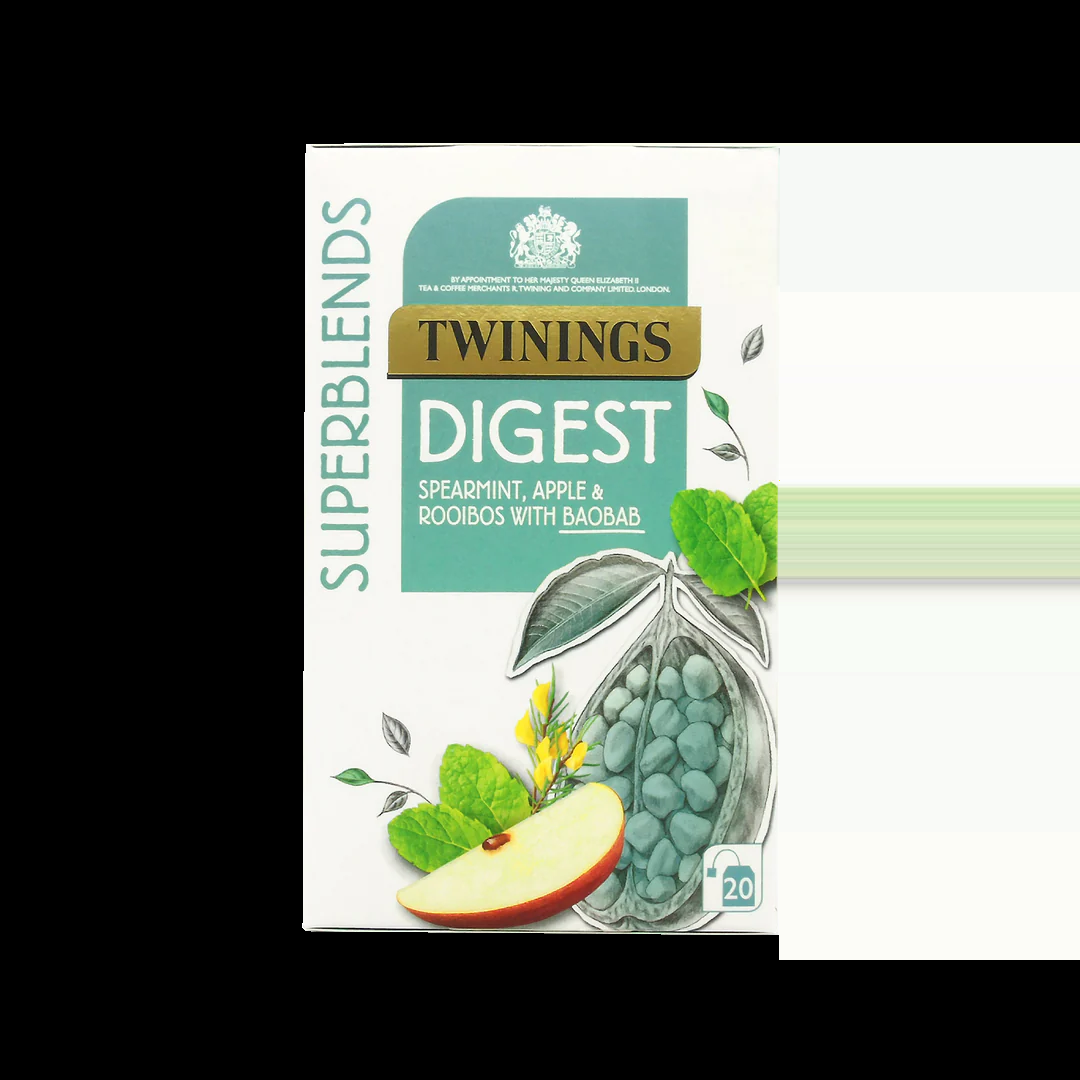 SUPERBLENDS
BY APPOINTMENT TO HER MAJESTY QUEEN ELIZABETH II
TEA & COFFEE MERCHANTS R. TWINING AND COMPANY LIMITED. LONDON.
TWININGS
DIGEST
SPEARMINT, APPLE &
ROOIBOS WITH BAOBAB
20